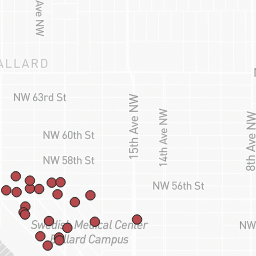 Ave NW
ALLARD
N
NW 63rd St
15th Ave NW
14th Ave NW
8th Ave NW
NW 60th St
NW 58th St
NW 56th St
NW
Swedish Medical Center
Ballard Campus